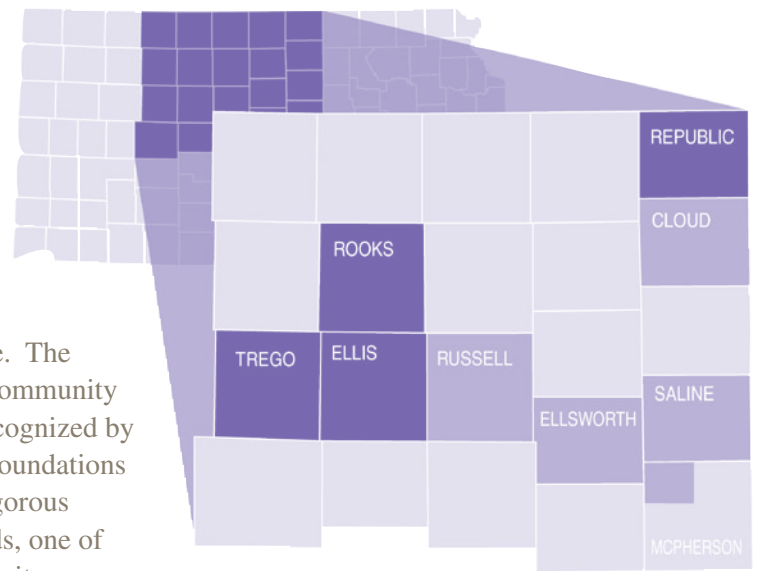 REPUBLIC
CLOUD
ROOKS
TREGO
ELLIS
RUSSELL
SALINE
ELLSWORTH
MCPHERSON
The
ommunity
cognized by
oundations
gorous
ls, one of